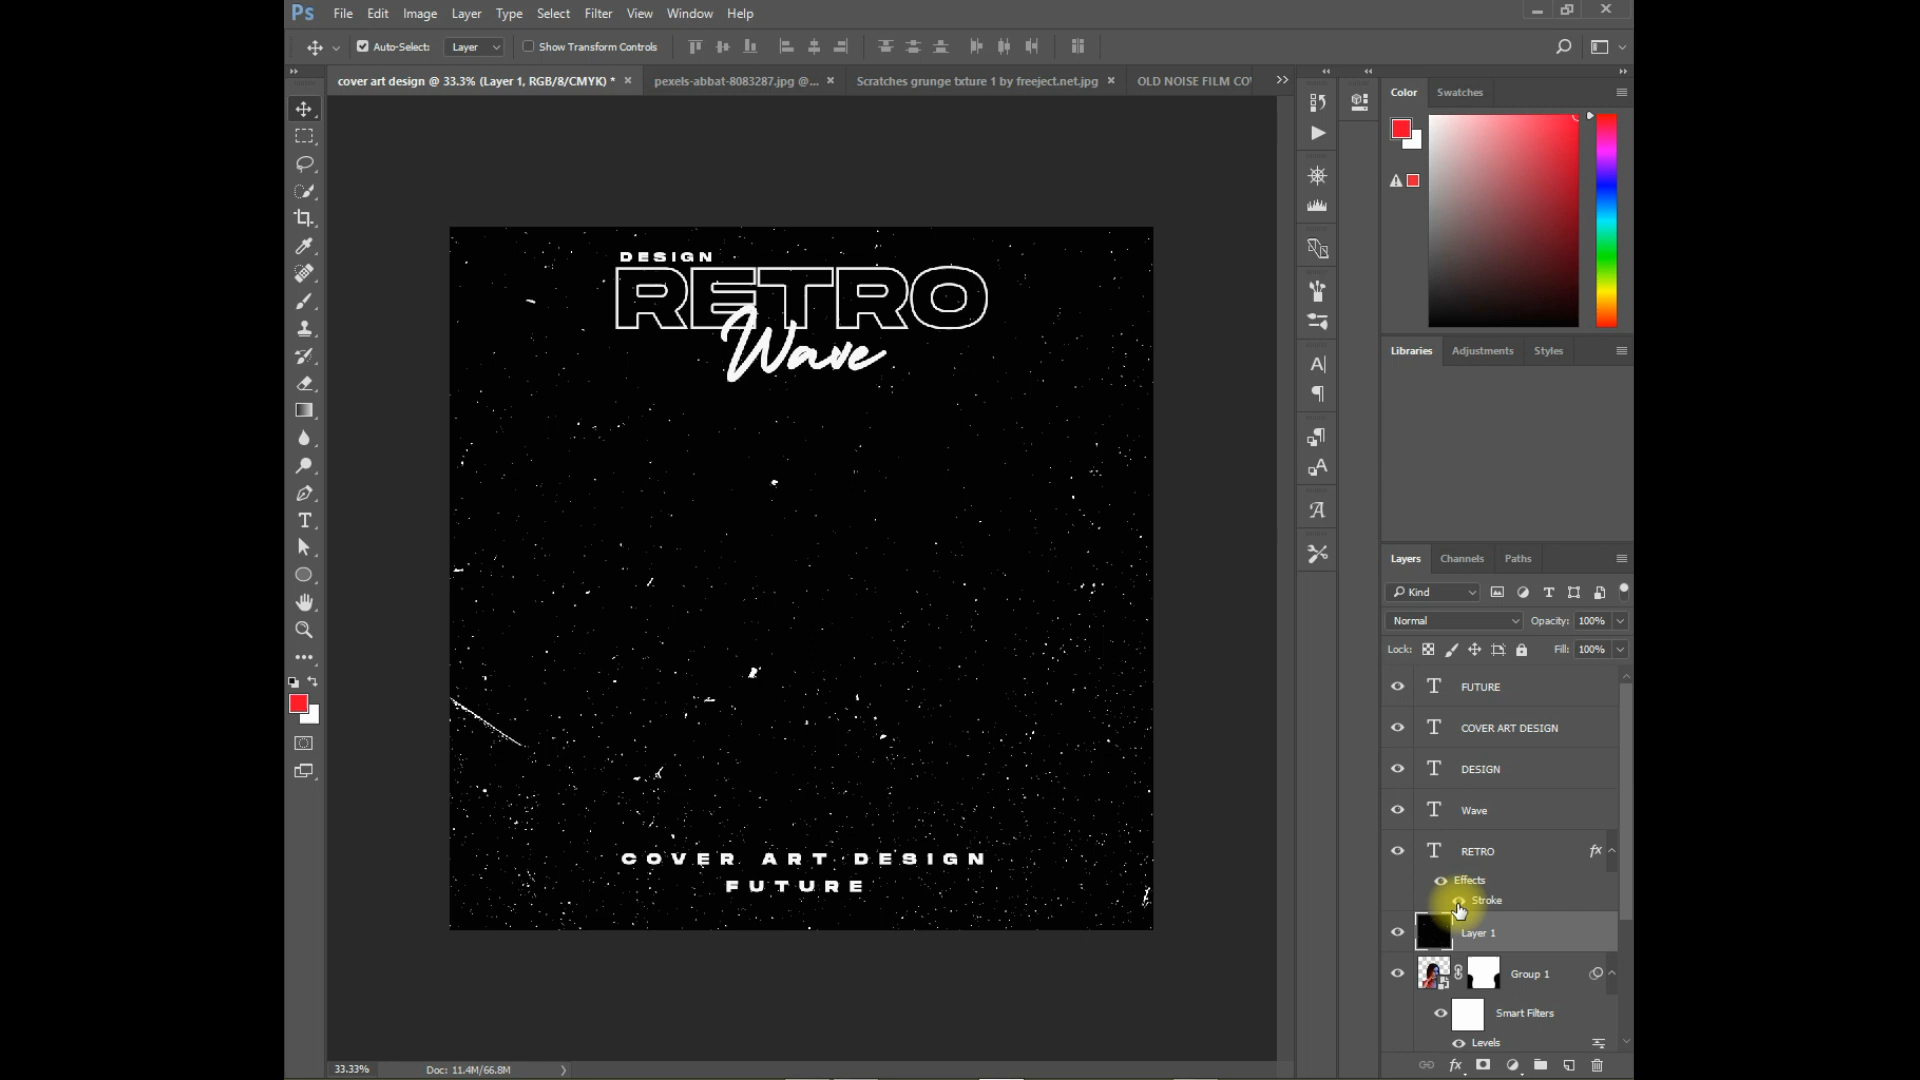 Ps File Edit Image Layer Type Select Filter View Window Help
Auto-Select: Layer Show Transform Controls
cover art design @ 33.3% (Layer 1, RGB/8/CMYK) * × pexels-abbat-8083287.jpg @... × Scratches grunge txture 1 by freeject.net.jpg × OLD NOISE FILM CO
Color Swatches
DESIGN
RETRO
Wave
COVER ART DESIGN
FUTURE
Libraries Adjustments Styles
Layers Channels Paths
Kind
Normal Opacity: 100%
Lock: Fill: 100%
T FUTURE
T COVER ART DESIGN
T DESIGN
T Wave
T RETRO fx
Effects
Stroke
Layer 1
Group 1
Smart Filters
Levels
33.33% Doc: 11.4M/66.8M
fx